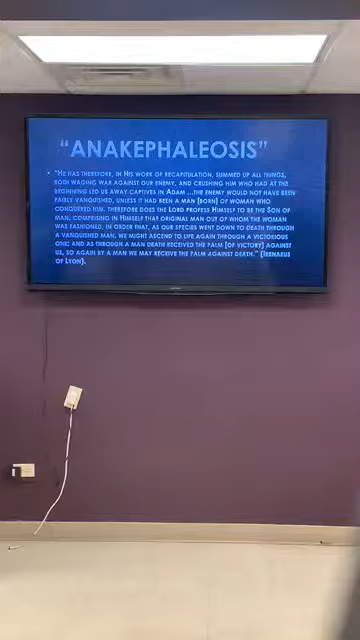 "ANAKEPHALEOSIS"
• "HE HAS THEREFORE, IN HIS WORK OF RECAPITULATION, SUMMED UP ALL THINGS,
BOTH WAGING WAR AGAINST OUR ENEMY, AND CRUSHING HIM WHO HAD AT THE
BEGINNING LED US AWAY CAPTIVES IN ADAM ...THE ENEMY WOULD NOT HAVE BEEN
FAIRLY VANQUISHED, UNLESS IT HAD BEEN A MAN [BORN] OF WOMAN WHO
CONQUERED HIM. THEREFORE DOES THE LORD PROFESS HIMSELF TO BE THE SON OF
MAN, COMPRISING IN HIMSELF THAT ORIGINAL MAN OUT OF WHOM THE WOMAN
WAS FASHIONED, IN ORDER THAT, AS OUR SPECIES WENT DOWN TO DEATH THROUGH
A VANQUISHED MAN, WE MIGHT ASCEND TO LIFE AGAIN THROUGH A VICTORIOUS
ONE; AND AS THROUGH A MAN DEATH RECEIVED THE PALM [OF VICTORY] AGAINST
US, SO AGAIN BY A MAN WE MAY RECEIVE THE PALM AGAINST DEATH." (IRENAEUS
OF LYON).